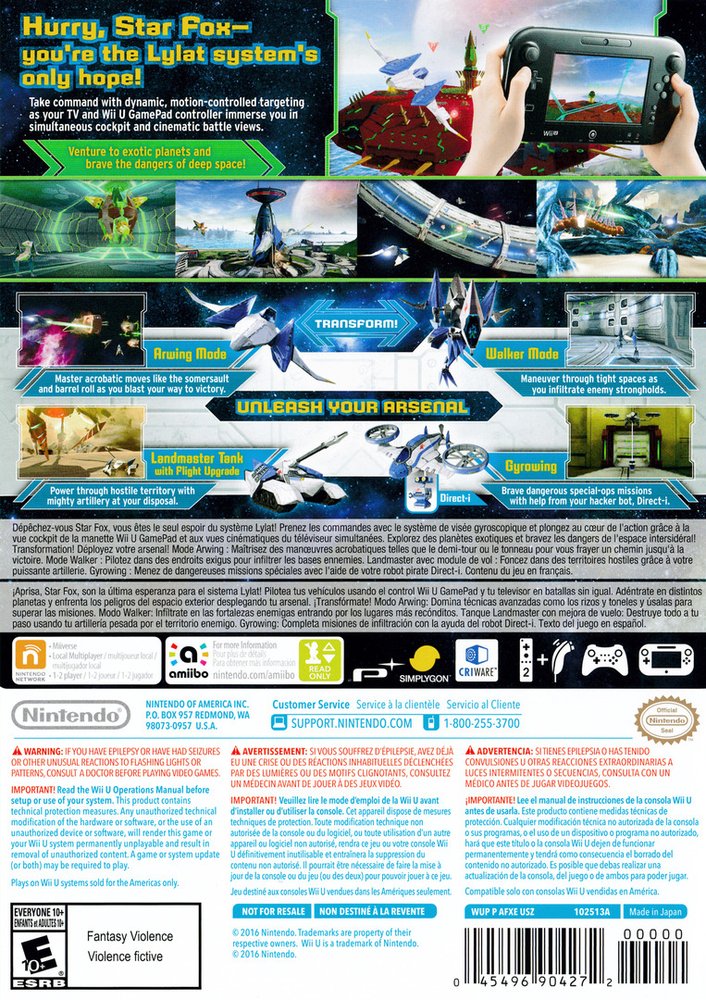 Hurry, Star Fox—
you're the Lylat system's
only hope!
Take command with dynamic, motion-controlled targeting
as your TV and Wii U GamePad controller immerse you in
simultaneous cockpit and cinematic battle views.
Venture to exotic planets and
brave the dangers of deep space!
Wii U
TRANSFORM!
Arwing Mode
Master acrobatic moves like the somersault
and barrel roll as you blast your way to victory.
Walker Mode
Maneuver through tight spaces as
you infiltrate enemy strongholds.
UNLEASH YOUR ARSENAL
Landmaster Tank
with Flight Upgrade
Power through hostile territory with
mighty artillery at your disposal.
Direct-i
Gyrowing
Brave dangerous special-ops missions
with help from your hacker bot, Direct-i.
Dépêchez-vous Star Fox, vous êtes le seul espoir du système Lylat! Prenez les commandes avec le système de visée gyroscopique et plongez au cœur de l'action grâce à la
vue cockpit de la manette Wii U GamePad et aux vues cinématiques du téléviseur simultanées. Explorez des planètes exotiques et bravez les dangers de l'espace intersidéral!
Transformation! Déployez votre arsenal! Mode Arwing : Maîtrisez des manœuvres acrobatiques telles que le demi-tour ou le tonneau pour vous frayer un chemin jusqu'à la
victoire. Mode Walker : Pilotez dans des endroits exigus pour infiltrer les bases ennemies. Landmaster avec module de vol : Foncez dans des territoires hostiles grâce à votre
puissante artillerie. Gyrowing : Menez de dangereuses missions spéciales avec l'aide de votre robot pirate Direct-i. Contenu du jeu en français.
¡Aprisa, Star Fox, son la última esperanza para el sistema Lylat! Pilotea tus vehículos usando el control Wii U GamePad y tu televisor en batallas sin igual. Adéntrate en distintos
planetas y enfrenta los peligros del espacio exterior desplegando tu arsenal. ¡Transfórmate! Modo Arwing: Domina técnicas avanzadas como los rizos y toneles y úsalas para
superar las misiones. Modo Walker: Infíltrate en las fortalezas enemigas entrando por los lugares más recónditos. Tanque Landmaster con mejora de vuelo: Destruye todo a tu
paso usando tu artillería pesada por el territorio enemigo. Gyrowing: Completa misiones de infiltración con la ayuda del robot Direct-i. Texto del juego en español.
NINTENDO
NETWORK
• Miiverse
• Local Multiplayer / multijoueur local /
multijugador local
• 1-2 player / 1-2 joueur / 1-2 jugador
amiibo
For more information
Pour plus de détails
Para obtener más información
nintendo.com/amiibo
READ
ONLY
P+
SIMPLYGON
CRIWARE
2
+
Nintendo
NINTENDO OF AMERICA INC.
P.O. BOX 957 REDMOND, WA
98073-0957 U.S.A.
Customer Service Service à la clientèle Servicio al Cliente
SUPPORT.NINTENDO.COM 1-800-255-3700
Official
Nintendo
Seal
WARNING: IF YOU HAVE EPILEPSY OR HAVE HAD SEIZURES
OR OTHER UNUSUAL REACTIONS TO FLASHING LIGHTS OR
PATTERNS, CONSULT A DOCTOR BEFORE PLAYING VIDEO GAMES.
IMPORTANT! Read the Wii U Operations Manual before
setup or use of your system. This product contains
technical protection measures. Any unauthorized technical
modification of the hardware or software, or the use of an
unauthorized device or software, will render this game or
your Wii U system permanently unplayable and result in
removal of unauthorized content. A game or system update
(or both) may be required to play.
Plays on Wii U systems sold for the Americas only.
AVERTISSEMENT: SI VOUS SOUFFREZ D'ÉPILEPSIE, AVEZ DÉJÀ
EU UNE CRISE OU DES RÉACTIONS INHABITUELLES DÉCLENCHÉES
PAR DES LUMIÈRES OU DES MOTIFS CLIGNOTANTS, CONSULTEZ
UN MÉDECIN AVANT DE JOUER À DES JEUX VIDÉO.
IMPORTANT! Veuillez lire le mode d'emploi de la Wii U avant
d'installer ou d'utiliser la console. Cet appareil dispose de mesures
techniques de protection. Toute modification technique non
autorisée de la console ou du logiciel, ou toute utilisation d'un autre
appareil ou logiciel non autorisé, rendra ce jeu ou votre console Wii
U définitivement inutilisable et entraînera la suppression du
contenu non autorisé. Il pourrait être nécessaire de faire la mise à
jour de la console ou du jeu (ou des deux) pour pouvoir jouer à ce jeu.
Jeu destiné aux consoles Wii U vendues dans les Amériques seulement.
ADVERTENCIA: SI TIENES EPILEPSIA O HAS TENIDO
CONVULSIONES U OTRAS REACCIONES EXTRAORDINARIAS A
LUCES INTERMITENTES O SECUENCIAS, CONSULTA CON UN
MÉDICO ANTES DE JUGAR VIDEOJUEGOS.
¡IMPORTANTE! Lee el manual de instrucciones de la consola Wii U
antes de usarla. Este producto contiene medidas técnicas de
protección. Cualquier modificación técnica no autorizada de la consola
o sus programas, o el uso de un dispositivo o programa no autorizado,
hará que este título o la consola Wii U dejen de funcionar
permanentemente y tendrá como consecuencia el borrado del
contenido no autorizado. Es posible que debas realizar una
actualización de la consola, del juego o de ambos para poder jugar.
Compatible solo con consolas Wii U vendidas en América.
NOT FOR RESALE NON DESTINÉ À LA REVENTE
WUP P AFXE USZ 102513A Made in Japan
© 2016 Nintendo. Trademarks are property of their
respective owners. Wii U is a trademark of Nintendo.
© 2016 Nintendo.
EVERYONE 10+
ENFANTS et ADULTES 10+
E
10+
ESRB
Fantasy Violence
Violence fictive
00000
0 45496 90427 2